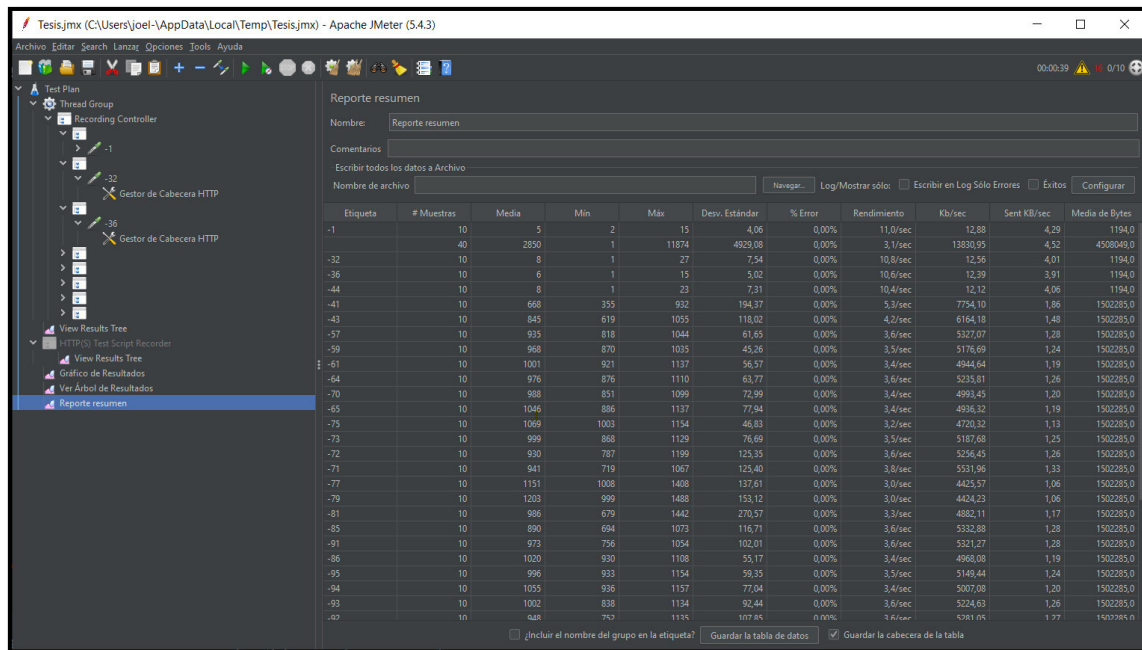 Tesis.jmx (C:\Users\joel-\AppData\Local\Temp\Tesis.jmx) - Apache JMeter (5.4.3)
Archivo Editar Search Lanzar Opciones Tools Ayuda
00:00:39 0/10
Test Plan
Thread Group
Recording Controller
-1
-32
Gestor de Cabecera HTTP
-36
Gestor de Cabecera HTTP
View Results Tree
HTTP(S) Test Script Recorder
View Results Tree
Gráfico de Resultados
Ver Árbol de Resultados
Reporte resumen
Reporte resumen
Nombre: Reporte resumen
Comentarios
Escribir todos los datos a Archivo
Nombre de archivo Navegar... Log/Mostrar sólo: Escribir en Log Sólo Errores Éxitos Configurar
Etiqueta # Muestras Media Mín Máx Desv. Estándar % Error Rendimiento Kb/sec Sent KB/sec Media de Bytes
-1 10 5 2 15 4,06 0,00% 11,0/sec 12,88 4,29 1194,0
40 2850 1 11874 4929,08 0,00% 3,1/sec 13830,95 4,52 4508049,0
-32 10 8 1 27 7,54 0,00% 10,8/sec 12,56 4,01 1194,0
-36 10 6 1 15 5,02 0,00% 10,6/sec 12,39 3,91 1194,0
-44 10 8 1 23 7,31 0,00% 10,4/sec 12,12 4,06 1194,0
-41 10 668 355 932 194,37 0,00% 5,3/sec 7754,10 1,86 1502285,0
-43 10 845 619 1055 118,02 0,00% 4,2/sec 6164,18 1,48 1502285,0
-57 10 935 818 1044 61,65 0,00% 3,6/sec 5327,07 1,28 1502285,0
-59 10 968 870 1035 45,26 0,00% 3,5/sec 5176,69 1,24 1502285,0
-61 10 1001 921 1137 56,57 0,00% 3,4/sec 4944,64 1,19 1502285,0
-64 10 976 876 1110 63,77 0,00% 3,6/sec 5235,81 1,26 1502285,0
-70 10 988 851 1099 72,99 0,00% 3,4/sec 4993,45 1,20 1502285,0
-65 10 1046 886 1137 77,94 0,00% 3,4/sec 4936,32 1,19 1502285,0
-75 10 1069 1003 1154 46,83 0,00% 3,2/sec 4720,32 1,13 1502285,0
-73 10 999 868 1129 76,69 0,00% 3,5/sec 5187,68 1,25 1502285,0
-72 10 930 787 1199 125,35 0,00% 3,6/sec 5256,45 1,26 1502285,0
-71 10 941 719 1067 125,40 0,00% 3,8/sec 5531,96 1,33 1502285,0
-77 10 1151 1008 1408 137,61 0,00% 3,0/sec 4425,57 1,06 1502285,0
-79 10 1203 999 1488 153,12 0,00% 3,0/sec 4424,23 1,06 1502285,0
-81 10 986 679 1442 270,57 0,00% 3,3/sec 4882,11 1,17 1502285,0
-85 10 890 694 1073 116,71 0,00% 3,6/sec 5332,88 1,28 1502285,0
-91 10 973 756 1054 102,01 0,00% 3,6/sec 5321,27 1,28 1502285,0
-86 10 1020 930 1108 55,17 0,00% 3,4/sec 4968,08 1,19 1502285,0
-95 10 996 933 1154 59,35 0,00% 3,5/sec 5149,44 1,24 1502285,0
-94 10 1055 936 1157 77,04 0,00% 3,4/sec 5007,08 1,20 1502285,0
-93 10 1002 838 1134 92,44 0,00% 3,6/sec 5224,63 1,26 1502285,0
-92 10 948 752 1135 107,85 0,00% 3,6/sec 5281,05 1,27 1502285,0
¿Incluir el nombre del grupo en la etiqueta? Guardar la tabla de datos Guardar la cabecera de la tabla